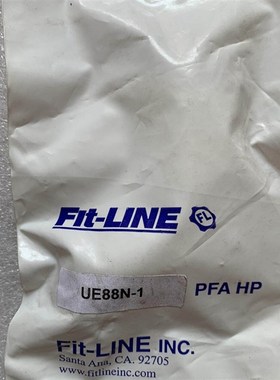 Fit-LINE FL
UE88N-1 PFA HP
Fit-LINE INC.
Santa Ana, CA. 92705
www.fitlineinc.com